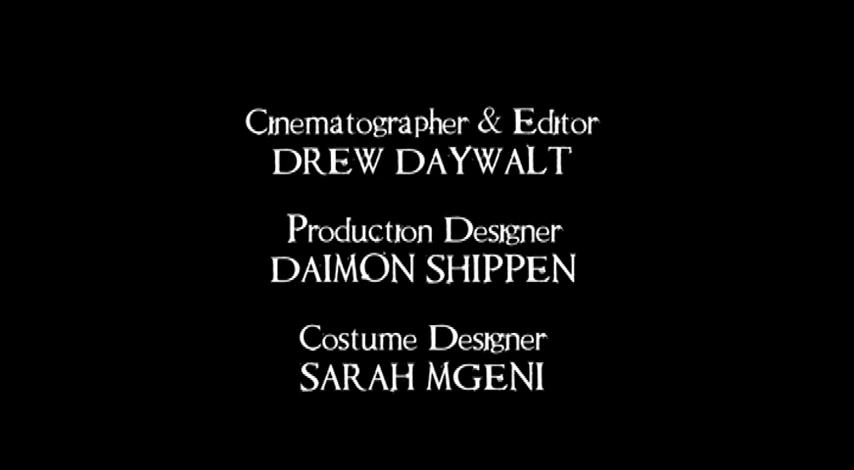 Cinematographer & Editor
DREW DAYWALT
Production Designer
DAIMON SHIPPEN
Costume Designer
SARAH MGENI